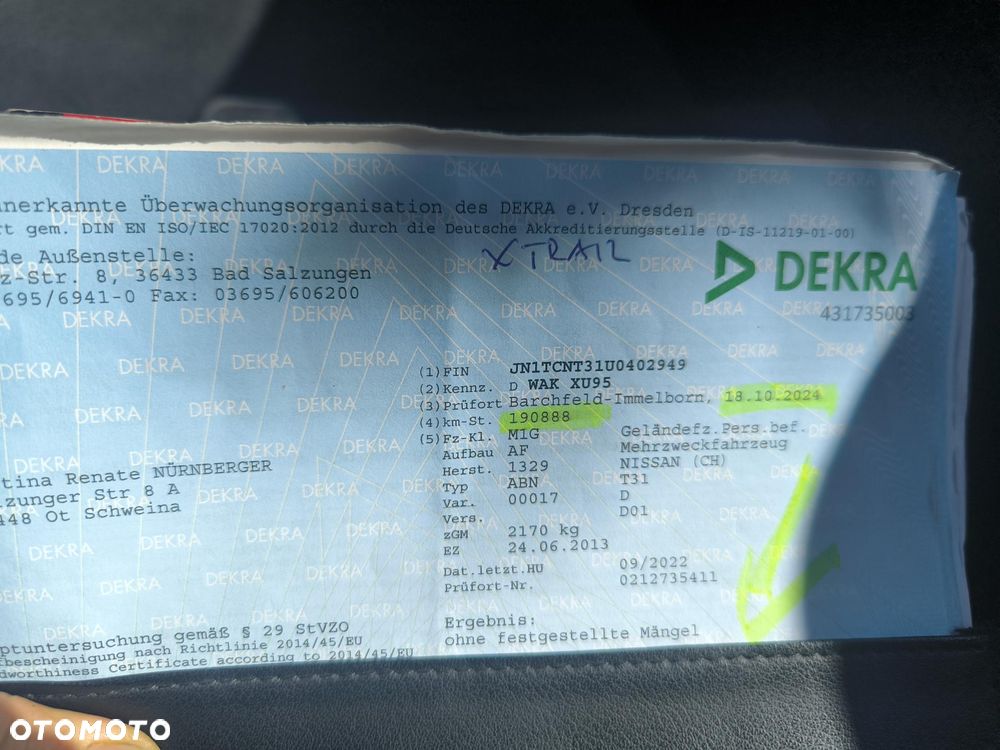 nerkannte Überwachungsorganisation des DEKRA e.V. Dresden
rt gem. DIN EN ISO/IEC 17020:2012 durch die Deutsche Akkreditierungsstelle (D-IS-11219-01-00)
de Außenstelle:
z-Str. 8, 36433 Bad Salzungen
695/6941-0 Fax: 03695/606200
XTRAIL
DEKRA
431735003
(1) FIN JN1TCNT31U0402949
(2) Kennz. D WAK XU95
(3) Prüfort Barchfeld-Immelborn, 18.10.2024
(4) km-St. 190888
(5) Fz-Kl. M1G Geländefz.Pers.bef.
Aufbau AF Mehrzweckfahrzeug
Herst. 1329 NISSAN (CH)
Typ ABN T31
Var. 00017 D
Vers. D01
zGM 2170 kg
EZ 24.06.2013
Dat.letzt.HU 09/2022
Prüfort-Nr. 0212735411
Ergebnis:
ohne festgestellte Mängel
tina Renate NÜRNBERGER
lzunger Str 8 A
448 Ot Schweina
ptuntersuchung gemäß § 29 StVZO
fbescheinigung nach Richtlinie 2014/45/EU
dworthiness Certificate according to 2014/45/EU
OTOMOTO